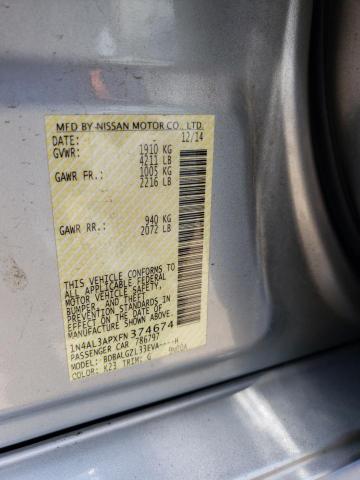 MFD BY-NISSAN MOTOR CO., LTD.
DATE: 12/14
GVWR: 1910 KG
4211 LB
GAWR FR: 1005 KG
2216 LB
GAWR RR: 940 KG
2072 LB
THIS VEHICLE CONFORMS TO
ALL APPLICABLE U.S. FEDERAL
MOTOR VEHICLE SAFETY,
BUMPER, AND THEFT
PREVENTION STANDARDS IN
EFFECT ON THE DATE OF
MANUFACTURE SHOWN ABOVE.
1N4AL3APXFN374674
PASSENGER CAR 786797
MODEL: BDBALGZL33EVA----H
COLOR: K23 TRIM: G